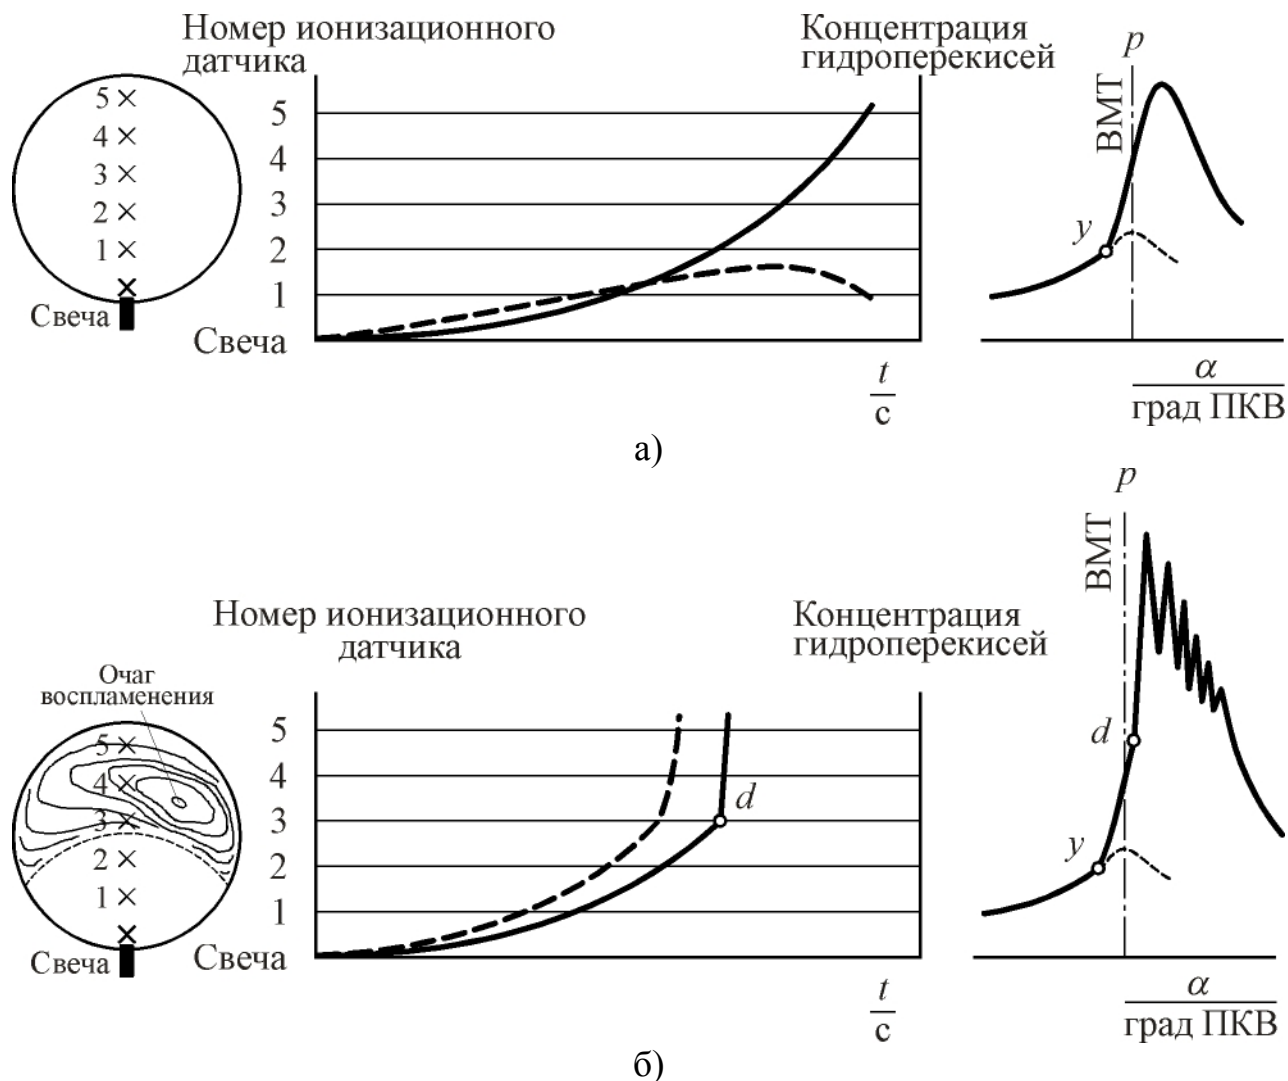 Номер ионизационного
датчика
Концентрация
гидроперекисей
p
ВМТ
5
4
3
2
1
Свеча
5
4
3
2
1
Свеча
y
t
с
α
град ПКВ
а)
p
ВМТ
Номер ионизационного
датчика
Концентрация
гидроперекисей
Очаг
воспламенения
5
4
3
2
1
Свеча
5
4
3
2
1
Свеча
d
d
y
t
с
α
град ПКВ
б)